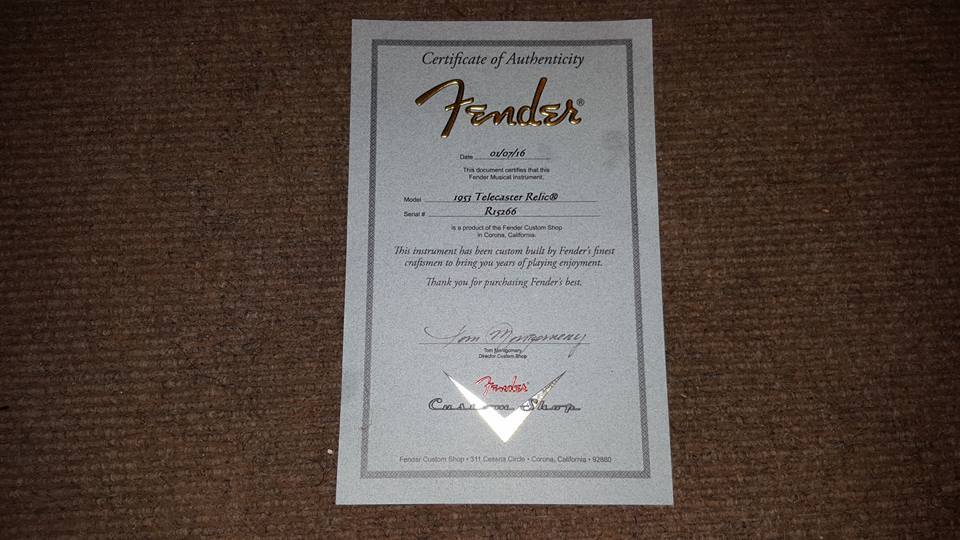 Certificate of Authenticity
Fender®
Date 01/07/16
This document certifies that this
Fender Musical Instrument,
Model 1951 Telecaster Relic®
Serial # R15266
is a product of the Fender Custom Shop
in Corona, California.
This instrument has been custom built by Fender's finest
craftsmen to bring you years of playing enjoyment.
Thank you for purchasing Fender's best.
Tom Montgomery
Tom Montgomery
Director Custom Shop
Fender
Custom Shop
Fender Custom Shop • 311 Cessna Circle • Corona, California • 92880